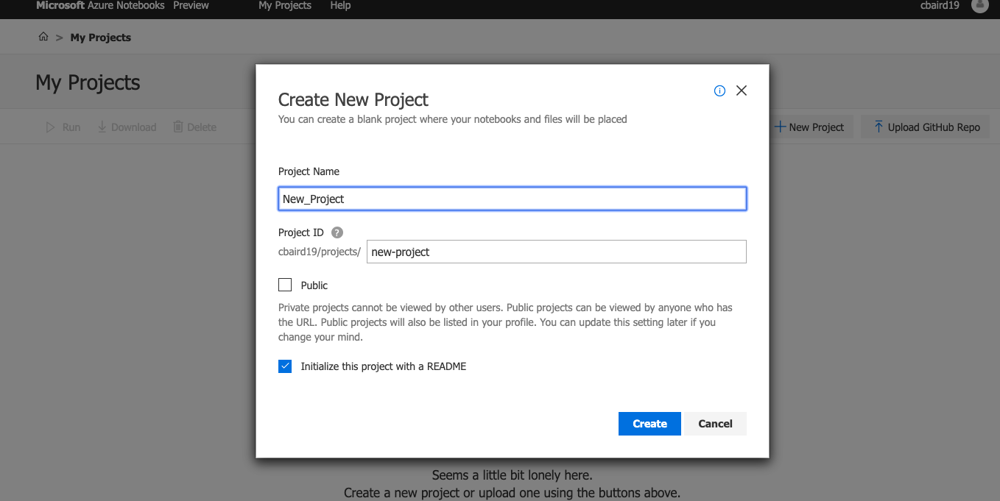 Microsoft Azure Notebooks Preview My Projects Help cbaird19
> My Projects
My Projects
Run Download Delete
New Project Upload GitHub Repo
Create New Project
You can create a blank project where your notebooks and files will be placed
Project Name
New_Project
Project ID ?
cbaird19/projects/ new-project
Public
Private projects cannot be viewed by other users. Public projects can be viewed by anyone who has
the URL. Public projects will also be listed in your profile. You can update this setting later if you
change your mind.
Initialize this project with a README
Create Cancel
Seems a little bit lonely here.
Create a new project or upload one using the buttons above.